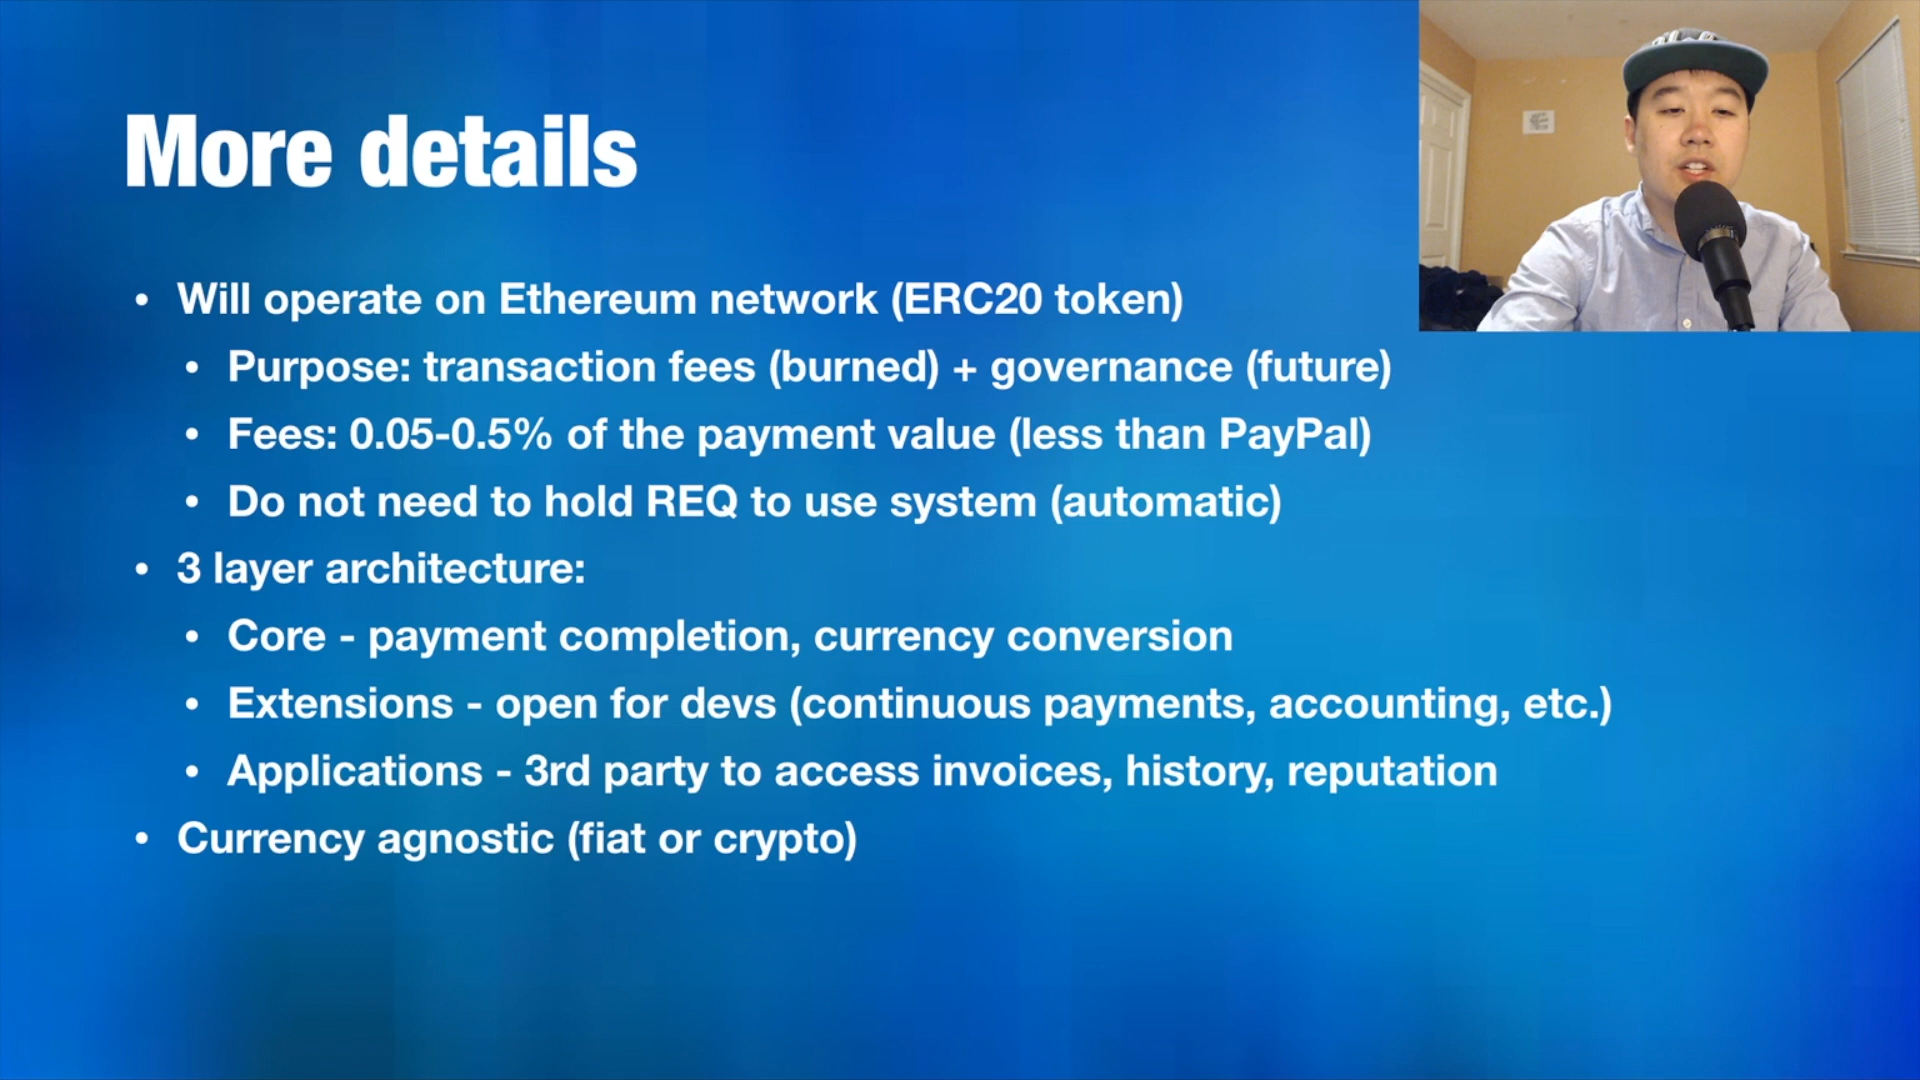 More details
• Will operate on Ethereum network (ERC20 token)
• Purpose: transaction fees (burned) + governance (future)
• Fees: 0.05-0.5% of the payment value (less than PayPal)
• Do not need to hold REQ to use system (automatic)
• 3 layer architecture:
• Core - payment completion, currency conversion
• Extensions - open for devs (continuous payments, accounting, etc.)
• Applications - 3rd party to access invoices, history, reputation
• Currency agnostic (fiat or crypto)